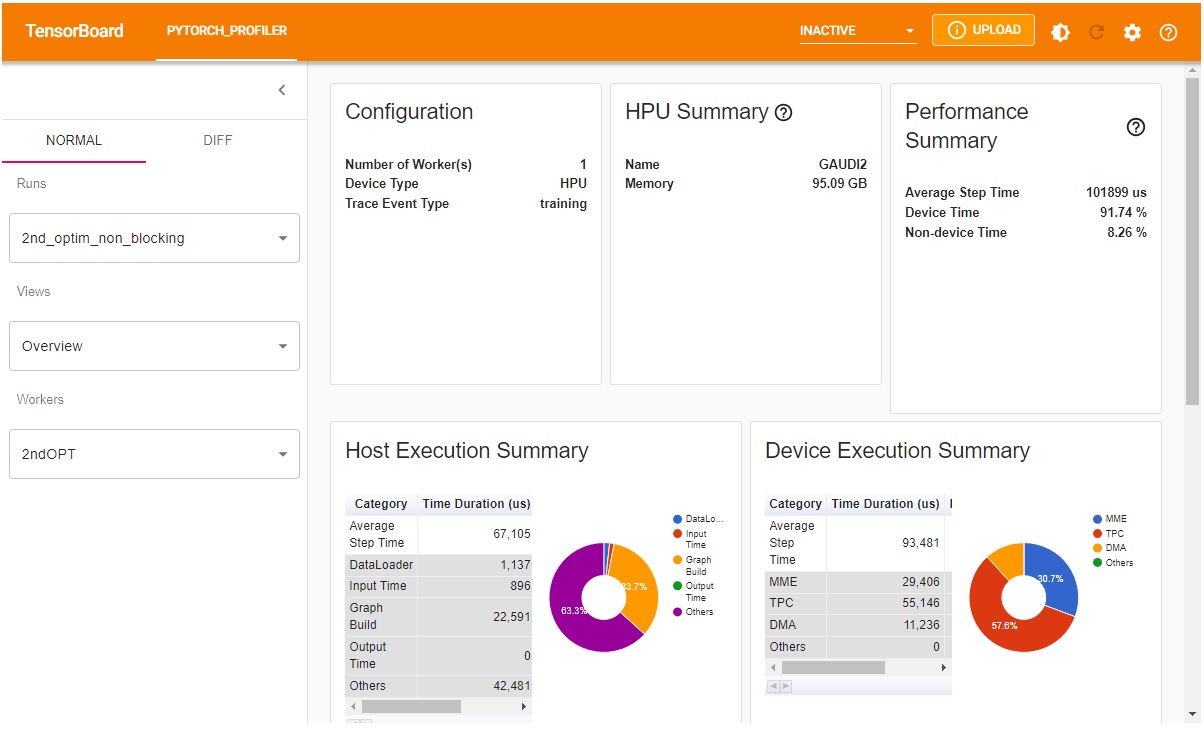 TensorBoard
PYTORCH_PROFILER
INACTIVE
UPLOAD
NORMAL
DIFF
Runs
2nd_optim_non_blocking
Views
Overview
Workers
2ndOPT
Configuration
Number of Worker(s) 1
Device Type HPU
Trace Event Type training
HPU Summary
Name GAUDI2
Memory 95.09 GB
Performance
Summary
Average Step Time 101899 us
Device Time 91.74 %
Non-device Time 8.26 %
Host Execution Summary
Category Time Duration (us)
Average
Step Time 67,105
DataLoader 1,137
Input Time 896
Graph
Build 22,591
Output
Time 0
Others 42,481
63.3%
33.7%
DataLo...
Input
Time
Graph
Build
Output
Time
Others
Device Execution Summary
Category Time Duration (us)
Average
Step
Time 93,481
MME 29,406
TPC 55,146
DMA 11,236
Others 0
30.7%
57.6%
MME
TPC
DMA
Others